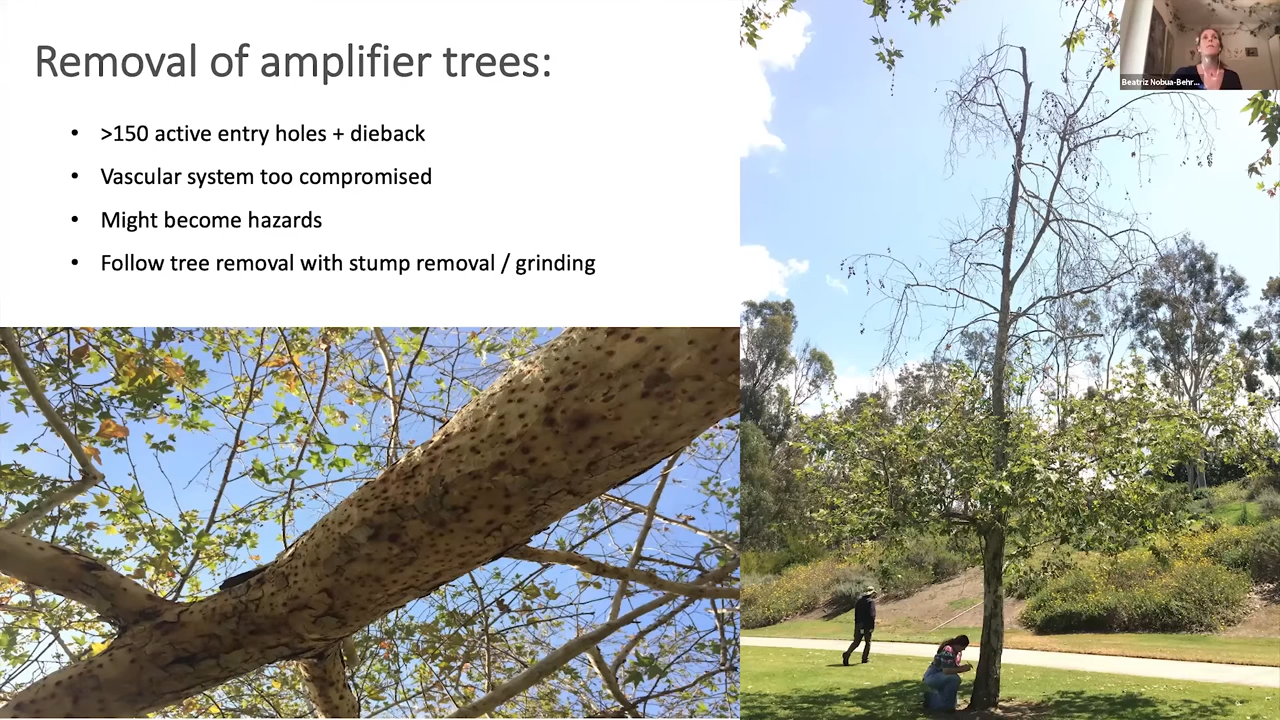 Removal of amplifier trees:
• >150 active entry holes + dieback
• Vascular system too compromised
• Might become hazards
• Follow tree removal with stump removal / grinding
Beatriz Nobua-Behr...